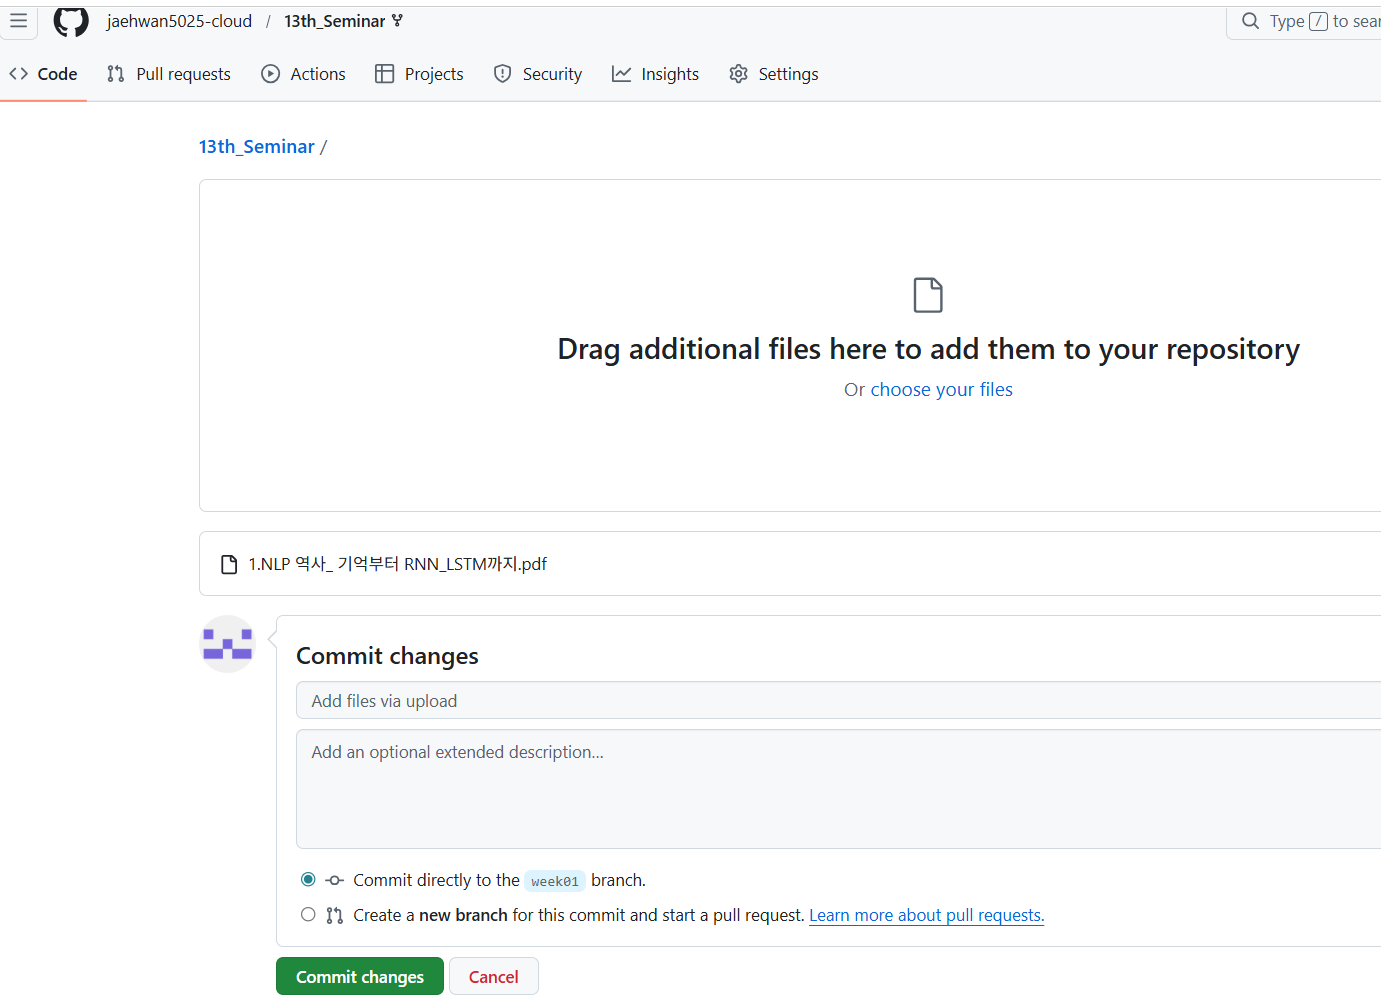 jaehwan5025-cloud / 13th_Seminar
Type / to sear
Code Pull requests Actions Projects Security Insights Settings
13th_Seminar /
Drag additional files here to add them to your repository
Or choose your files
1.NLP 역사_ 기억부터 RNN_LSTM까지.pdf
Commit changes
Add files via upload
Add an optional extended description...
Commit directly to the week01 branch.
Create a new branch for this commit and start a pull request. Learn more about pull requests.
Commit changes Cancel